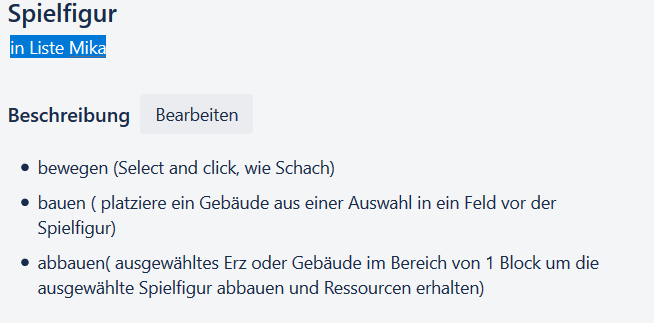 Spielfigur
in Liste Mika
Beschreibung Bearbeiten
• bewegen (Select and click, wie Schach)
• bauen ( platziere ein Gebäude aus einer Auswahl in ein Feld vor der
Spielfigur)
• abbauen( ausgewähltes Erz oder Gebäude im Bereich von 1 Block um die
ausgewählte Spielfigur abbauen und Ressourcen erhalten)